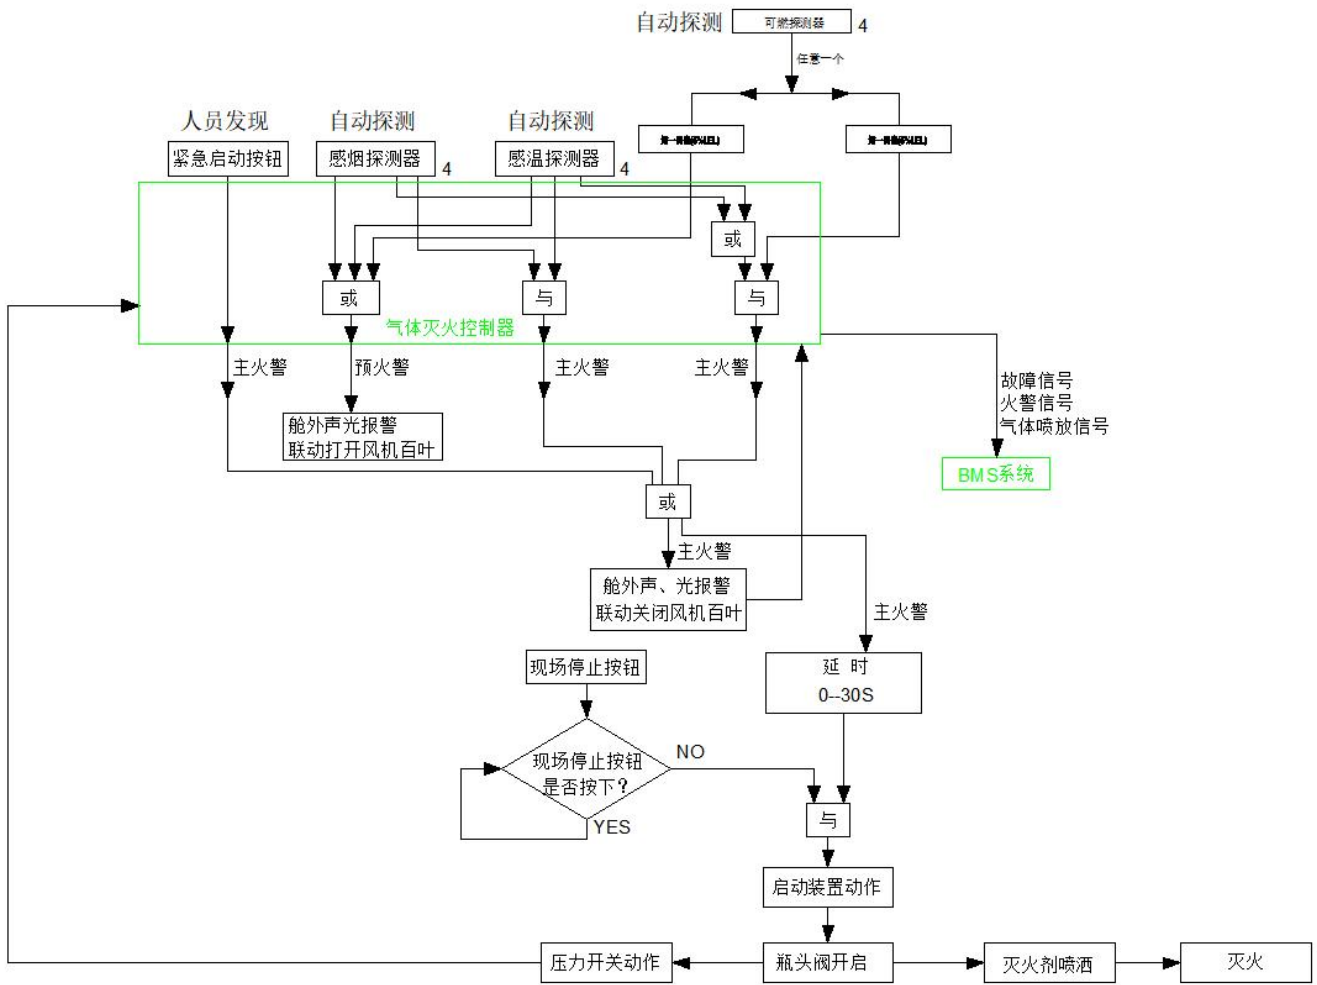 自动探测
可燃探测器
4
任意一个
人员发现
自动探测
自动探测
紧急启动按钮
感烟探测器
4
感温探测器
4
或
或
与
与
气体灭火控制器
主火警
预火警
主火警
主火警
故障信号
火警信号
气体喷放信号
舱外声光报警
联动打开风机百叶
BMS系统
或
主火警
舱外声、光报警
联动关闭风机百叶
主火警
现场停止按钮
延 时
0--30S
现场停止按钮
是否按下?
NO
YES
与
启动装置动作
压力开关动作
瓶头阀开启
灭火剂喷洒
灭火